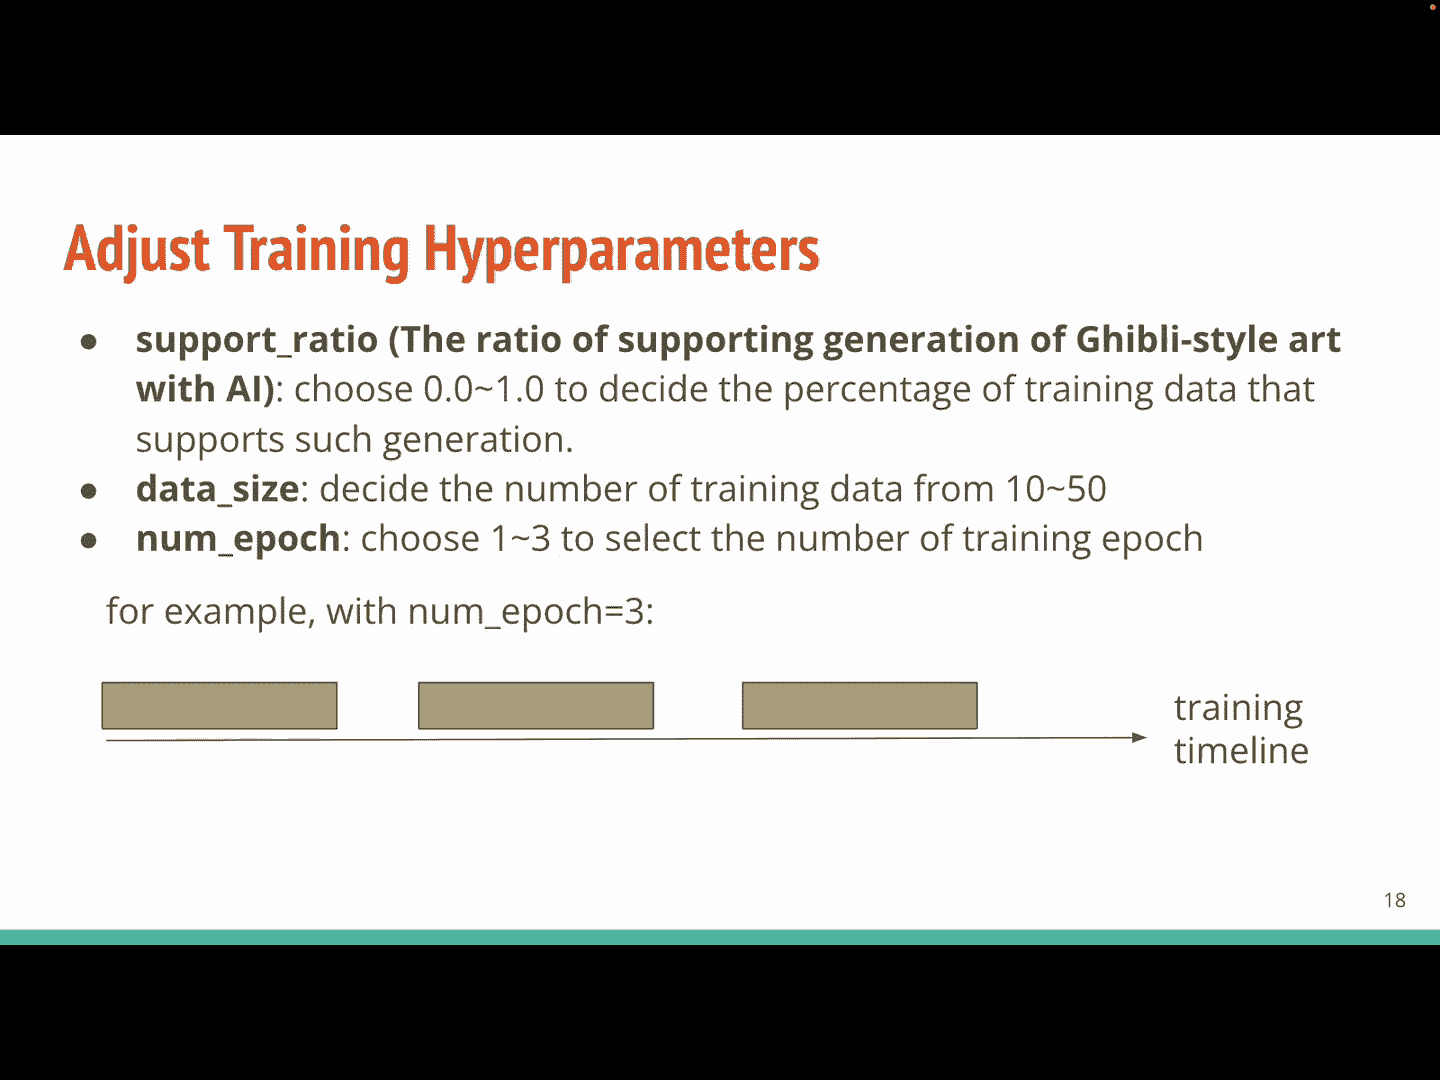 Adjust Training Hyperparameters
● support_ratio (The ratio of supporting generation of Ghibli-style art
with AI): choose 0.0~1.0 to decide the percentage of training data that
supports such generation.
● data_size: decide the number of training data from 10~50
● num_epoch: choose 1~3 to select the number of training epoch
for example, with num_epoch=3:
training
timeline
18